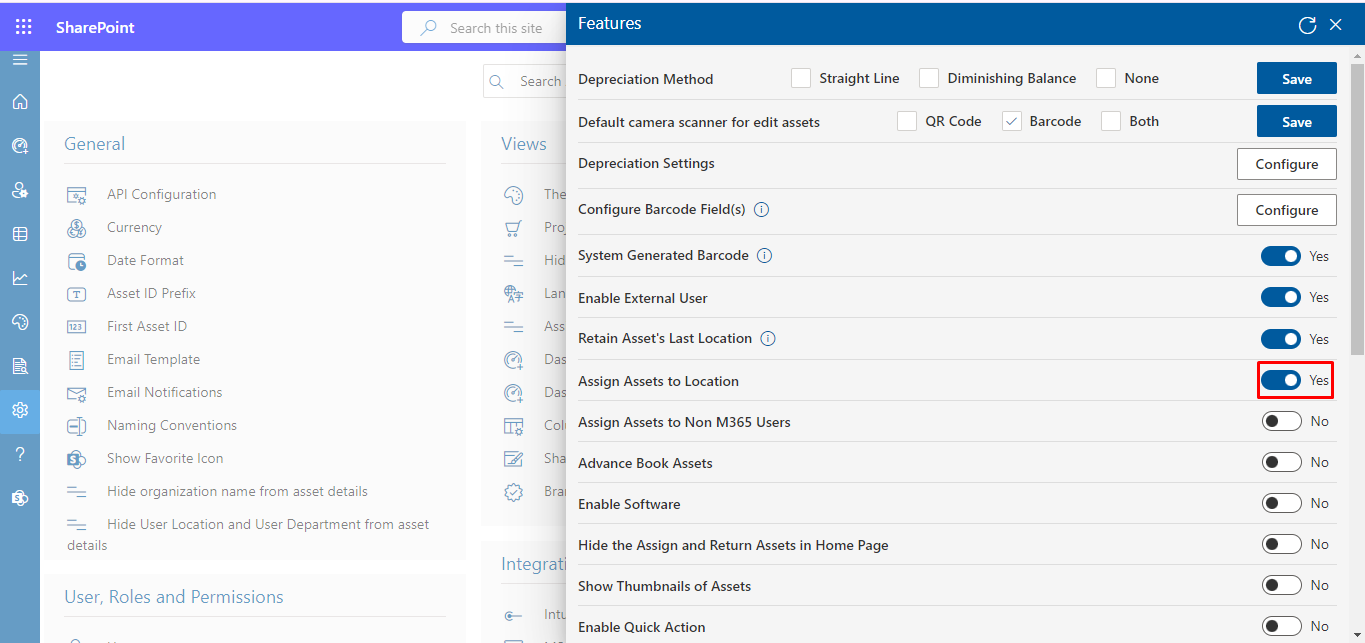 SharePoint
Search this site
Search
General
API Configuration
Currency
Date Format
Asset ID Prefix
First Asset ID
Email Template
Email Notifications
Naming Conventions
Show Favorite Icon
Hide organization name from asset details
Hide User Location and User Department from asset
details
User, Roles and Permissions
Views
The
Proj
Hid
Lan
Ass
Das
Das
Colu
Sha
Bran
Integrati
Intu
Features
Depreciation Method Straight Line Diminishing Balance None Save
Default camera scanner for edit assets QR Code Barcode Both Save
Depreciation Settings Configure
Configure Barcode Field(s) Configure
System Generated Barcode Yes
Enable External User Yes
Retain Asset's Last Location Yes
Assign Assets to Location Yes
Assign Assets to Non M365 Users No
Advance Book Assets No
Enable Software No
Hide the Assign and Return Assets in Home Page No
Show Thumbnails of Assets No
Enable Quick Action No